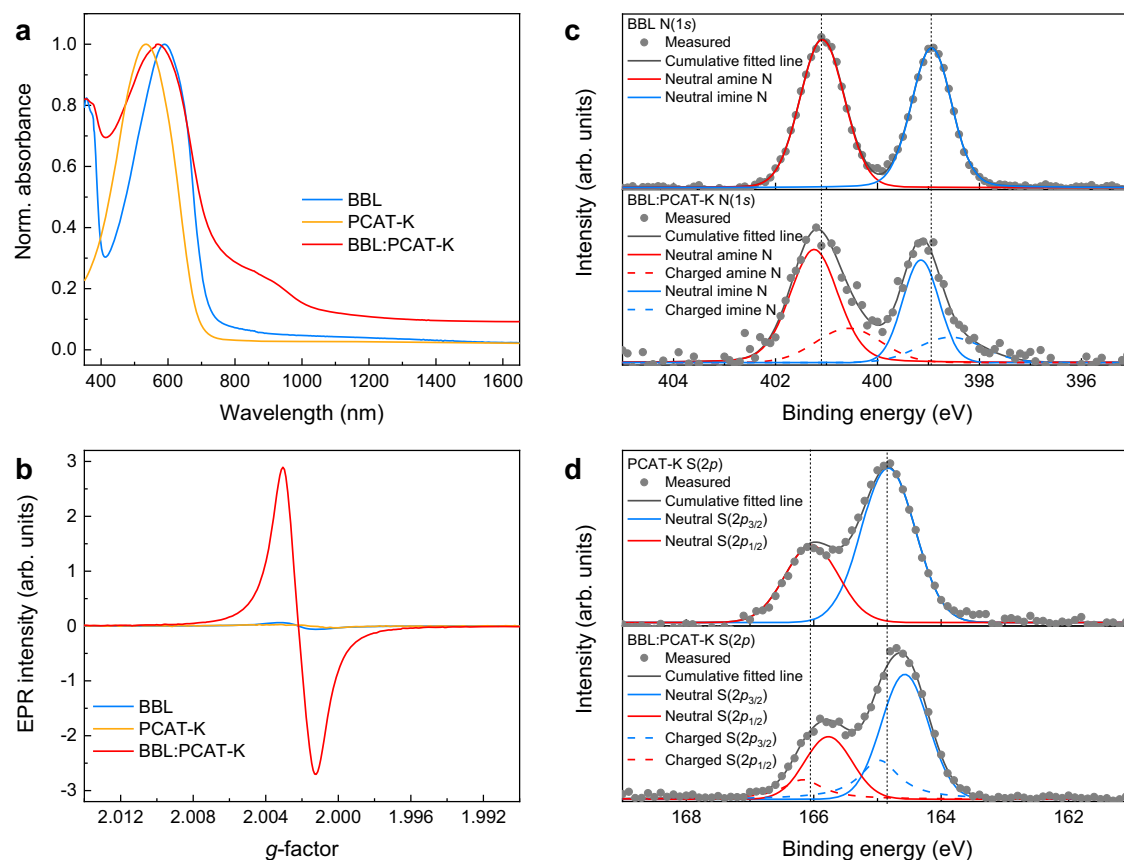 a
1.0
0.8
0.6
0.4
0.2
0.0
Norm. absorbance
BBL
PCAT-K
BBL:PCAT-K
400 600 800 1000 1200 1400 1600
Wavelength (nm)
b
3
2
1
0
-1
-2
-3
EPR intensity (arb. units)
BBL
PCAT-K
BBL:PCAT-K
2.012 2.008 2.004 2.000 1.996 1.992
g-factor
c
BBL N(1s)
Measured
Cumulative fitted line
Neutral amine N
Neutral imine N
BBL:PCAT-K N(1s)
Measured
Cumulative fitted line
Neutral amine N
Charged amine N
Neutral imine N
Charged imine N
Intensity (arb. units)
404 402 400 398 396
Binding energy (eV)
d
PCAT-K S(2p)
Measured
Cumulative fitted line
Neutral S(2p3/2)
Neutral S(2p1/2)
BBL:PCAT-K S(2p)
Measured
Cumulative fitted line
Neutral S(2p3/2)
Neutral S(2p1/2)
Charged S(2p3/2)
Charged S(2p1/2)
Intensity (arb. units)
168 166 164 162
Binding energy (eV)